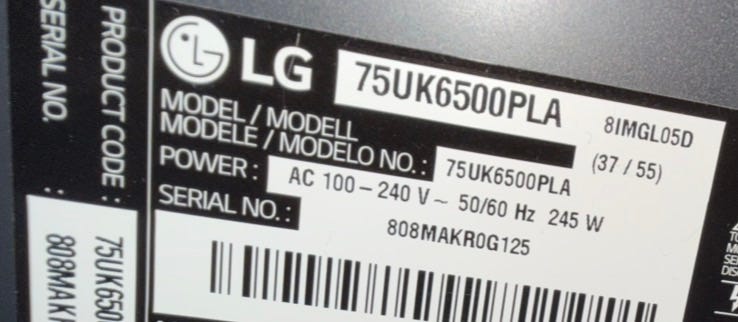 LG 75UK6500PLA 8IMGL05D
MODEL / MODELL
MODELE / MODELO NO. : 75UK6500PLA (37 / 55)
POWER : AC 100 – 240 V ~ 50/60 Hz 245 W
SERIAL NO. : 808MAKR0G125
PRODUCT CODE : 75UK650
SERIAL NO. : 808MAK